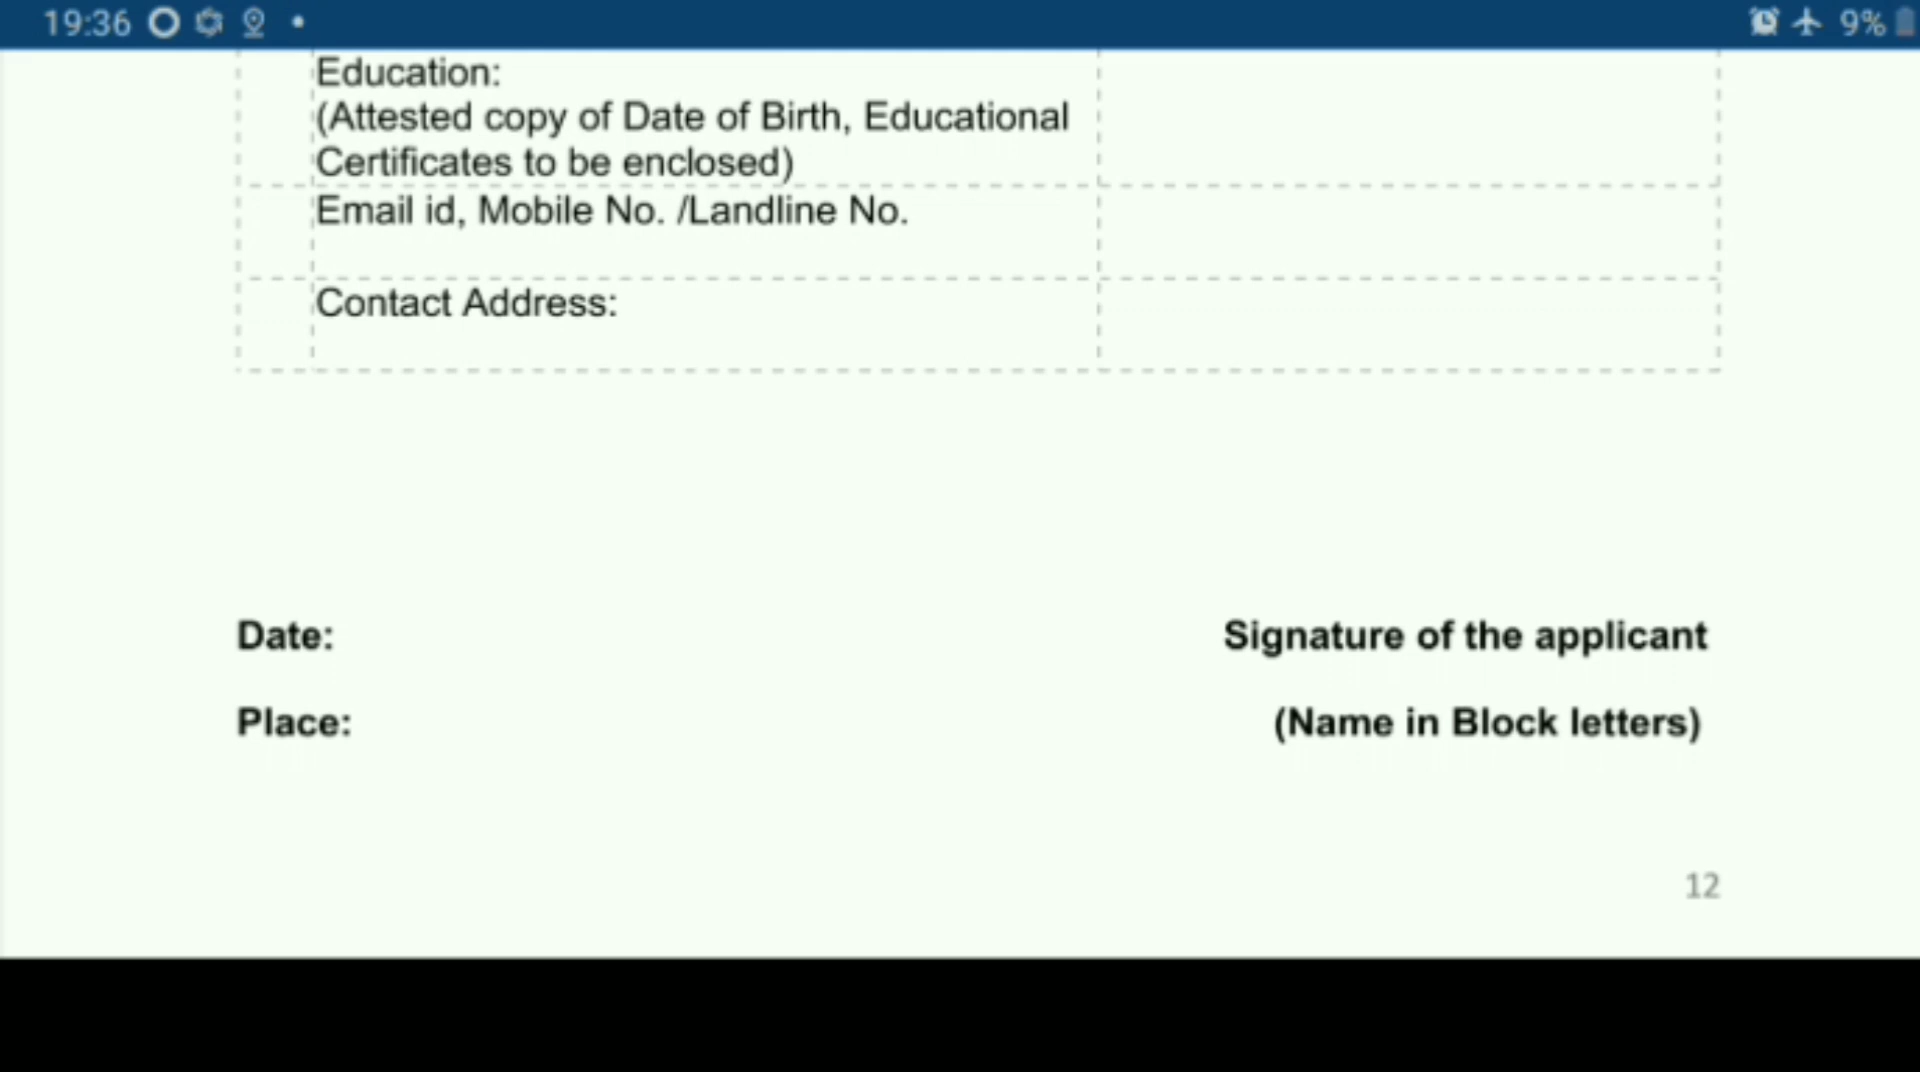 19:36 9%
Education:
(Attested copy of Date of Birth, Educational
Certificates to be enclosed)
Email id, Mobile No. /Landline No.
Contact Address:
Date: Signature of the applicant
Place: (Name in Block letters)
12